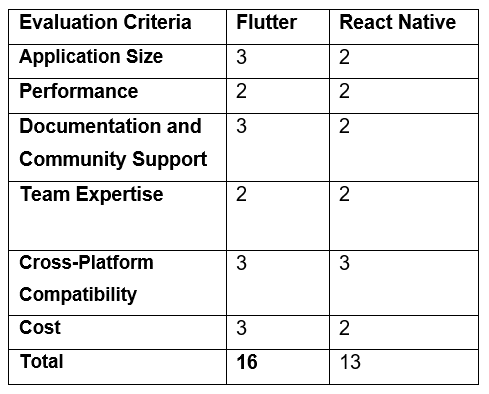 Evaluation Criteria Flutter React Native
Application Size 3 2
Performance 2 2
Documentation and 3 2
Community Support
Team Expertise 2 2
Cross-Platform 3 3
Compatibility
Cost 3 2
Total 16 13